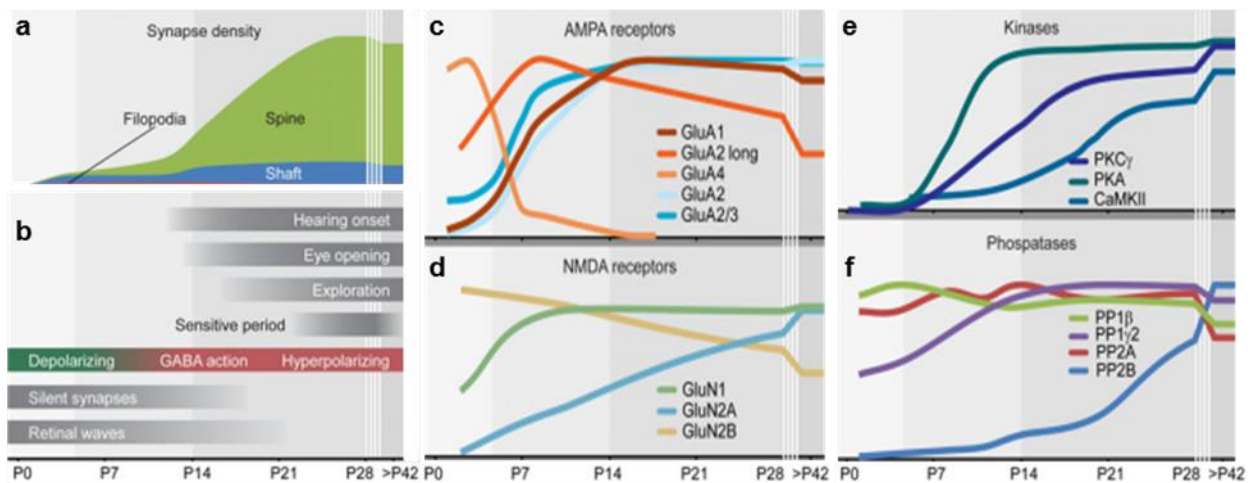 a
Synapse density
Filopodia
Spine
Shaft
b
Hearing onset
Eye opening
Exploration
Sensitive period
Depolarizing GABA action Hyperpolarizing
Silent synapses
Retinal waves
P0 P7 P14 P21 P28 >P42
c
AMPA receptors
GluA1
GluA2 long
GluA4
GluA2
GluA2/3
d
NMDA receptors
GluN1
GluN2A
GluN2B
P0 P7 P14 P21 P28 >P42
e
Kinases
PKCγ
PKA
CaMKII
f
Phospatases
PP1β
PP1γ2
PP2A
PP2B
P0 P7 P14 P21 P28 >P42